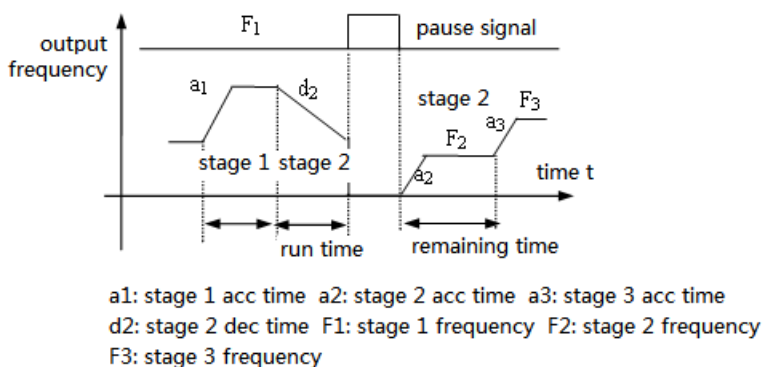 F1
pause signal
output
frequency
a1
d2
stage 2
F3
a3
F2
stage 1 stage 2
a2
time t
run time
remaining time
a1: stage 1 acc time a2: stage 2 acc time a3: stage 3 acc time
d2: stage 2 dec time F1: stage 1 frequency F2: stage 2 frequency
F3: stage 3 frequency